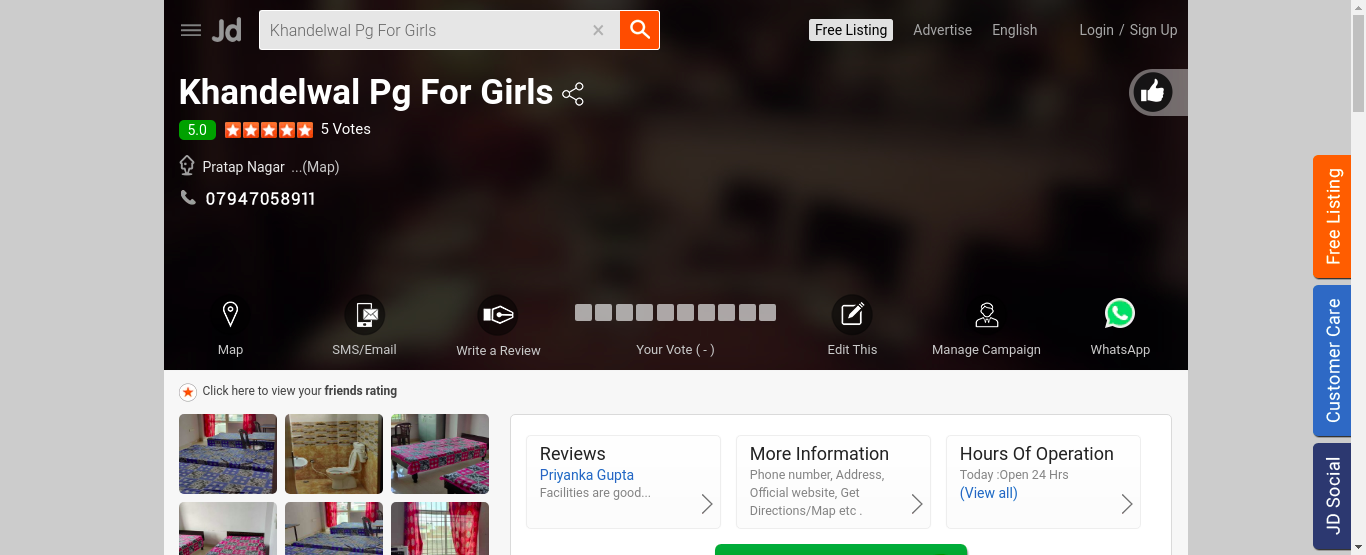 Jd
Khandelwal Pg For Girls
Free Listing
Advertise
English
Login / Sign Up
Khandelwal Pg For Girls
5.0
5 Votes
Pratap Nagar ...(Map)
07947058911
Map
SMS/Email
Write a Review
Your Vote ( - )
Edit This
Manage Campaign
WhatsApp
Click here to view your friends rating
Reviews
Priyanka Gupta
Facilities are good...
More Information
Phone number, Address,
Official website, Get
Directions/Map etc .
Hours Of Operation
Today :Open 24 Hrs
(View all)
Free Listing
Customer Care
JD Social